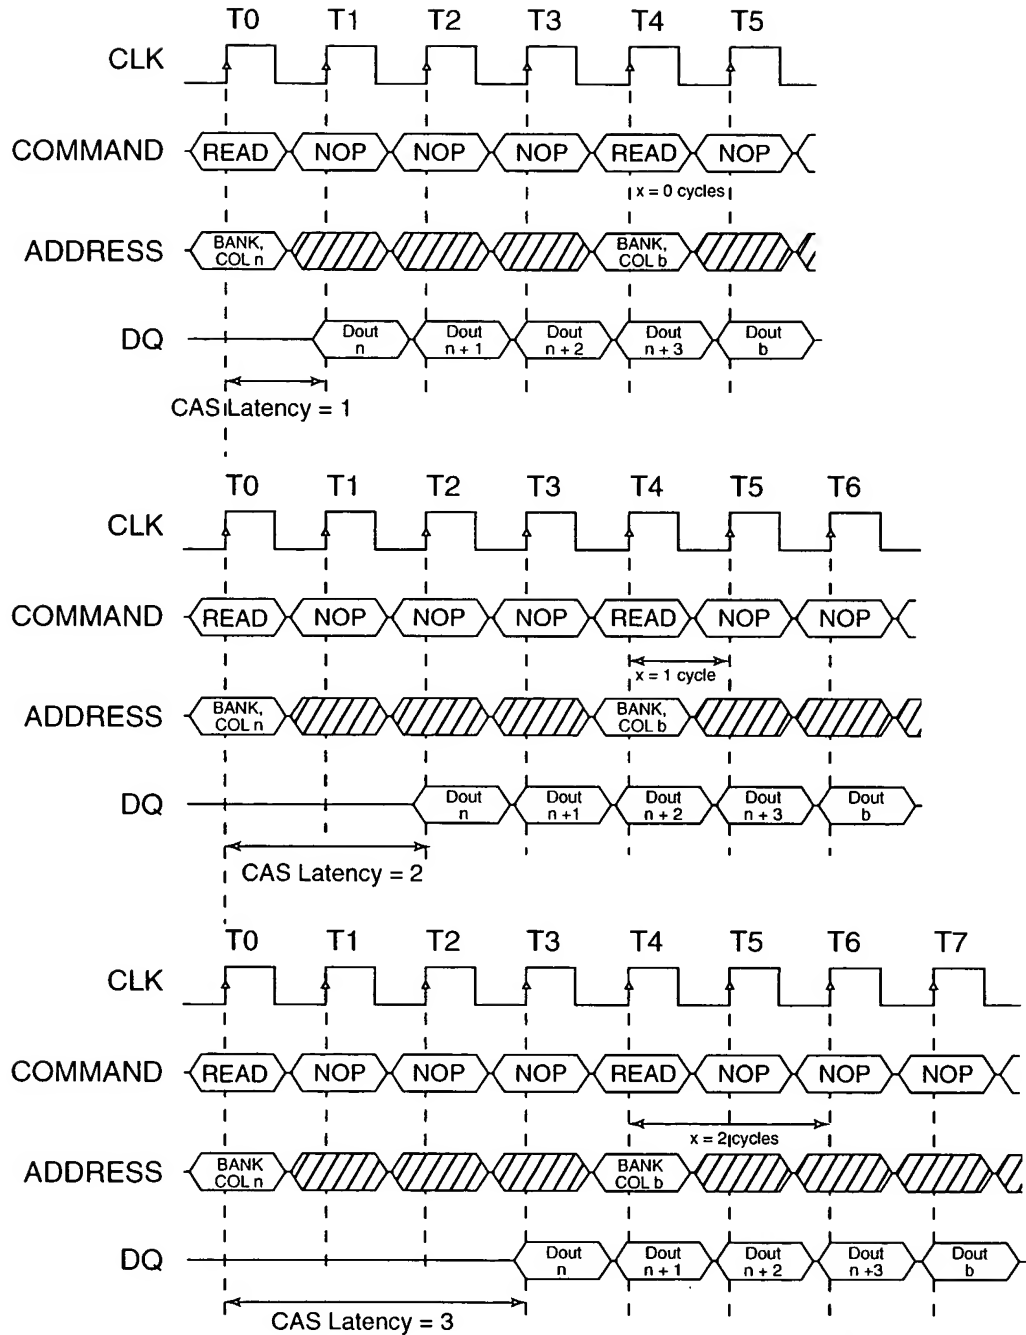 T0 T1 T2 T3 T4 T5
CLK
COMMAND READ NOP NOP NOP READ NOP
x = 0 cycles
ADDRESS BANK, COL n BANK, COL b
DQ Dout n Dout n + 1 Dout n + 2 Dout n + 3 Dout b
CAS Latency = 1
T0 T1 T2 T3 T4 T5 T6
CLK
COMMAND READ NOP NOP NOP READ NOP NOP
x = 1 cycle
ADDRESS BANK, COL n BANK, COL b
DQ Dout n Dout n +1 Dout n + 2 Dout n + 3 Dout b
CAS Latency = 2
T0 T1 T2 T3 T4 T5 T6 T7
CLK
COMMAND READ NOP NOP NOP READ NOP NOP NOP
x = 2 cycles
ADDRESS BANK COL n BANK COL b
DQ Dout n Dout n + 1 Dout n + 2 Dout n +3 Dout b
CAS Latency = 3